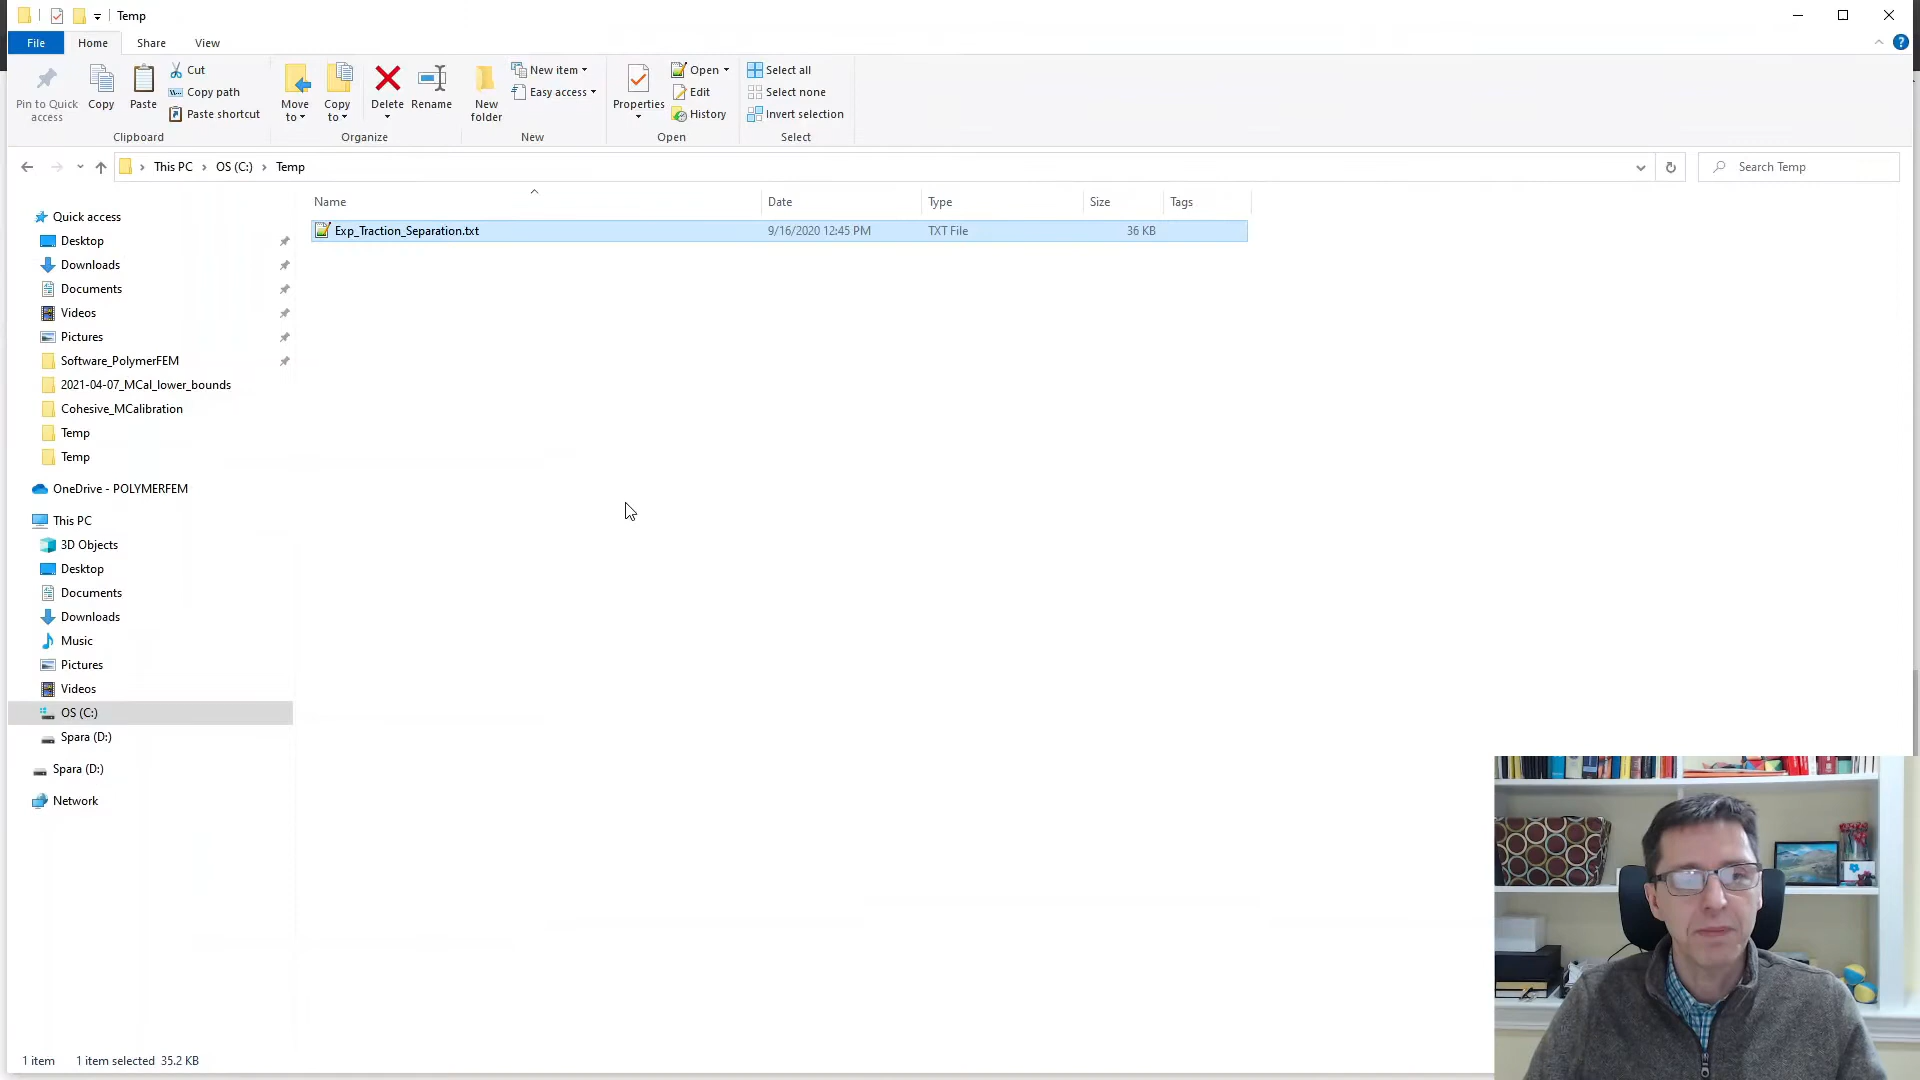 Temp
File Home Share View
Pin to Quick access
Copy
Paste
Cut
Copy path
Paste shortcut
Clipboard
Move to
Copy to
Delete
Rename
Organize
New folder
New item
Easy access
New
Properties
Open
Edit
History
Open
Select all
Select none
Invert selection
Select
This PC > OS (C:) > Temp
Search Temp
Name Date Type Size Tags
Exp_Traction_Separation.txt 9/16/2020 12:45 PM TXT File 36 KB
Quick access
Desktop
Downloads
Documents
Videos
Pictures
Software_PolymerFEM
2021-04-07_MCal_lower_bounds
Cohesive_MCalibration
Temp
Temp
OneDrive - POLYMERFEM
This PC
3D Objects
Desktop
Documents
Downloads
Music
Pictures
Videos
OS (C:)
Spara (D:)
Spara (D:)
Network
1 item 1 item selected 35.2 KB